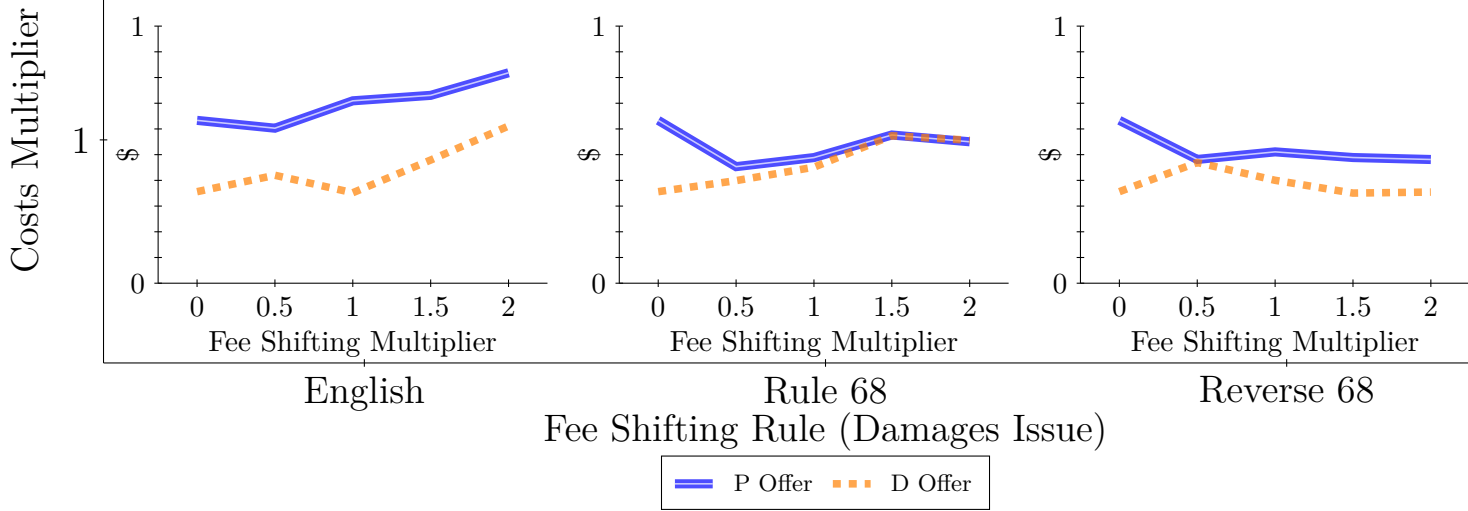 Costs Multiplier
1
1
$
0
0 0.5 1 1.5 2
Fee Shifting Multiplier
English
1
$
0
0 0.5 1 1.5 2
Fee Shifting Multiplier
Rule 68
1
$
0
0 0.5 1 1.5 2
Fee Shifting Multiplier
Reverse 68
Fee Shifting Rule (Damages Issue)
P Offer D Offer